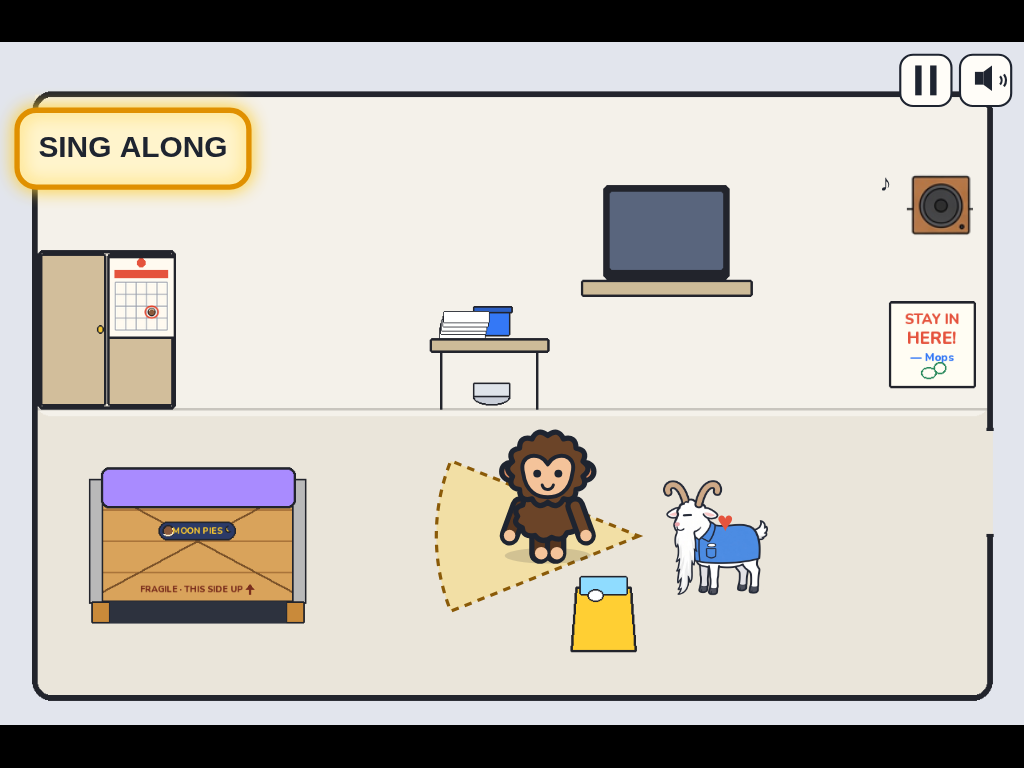 SING ALONG
STAY IN
HERE!
— Mops
MOON PIES
FRAGILE · THIS SIDE UP